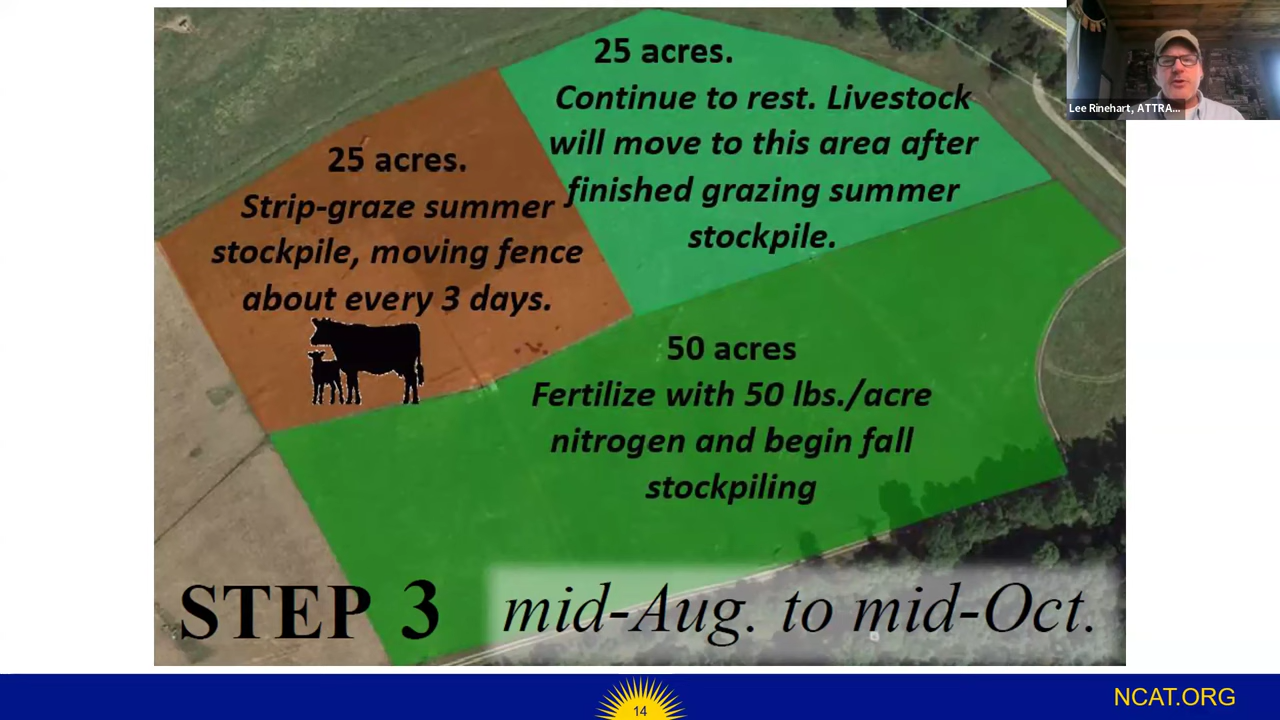 25 acres.
Strip-graze summer
stockpile, moving fence
about every 3 days.
25 acres.
Continue to rest. Livestock
will move to this area after
finished grazing summer
stockpile.
50 acres
Fertilize with 50 lbs./acre
nitrogen and begin fall
stockpiling
STEP 3
mid-Aug. to mid-Oct.
Lee Rinehart, ATTRA...
14
NCAT.ORG